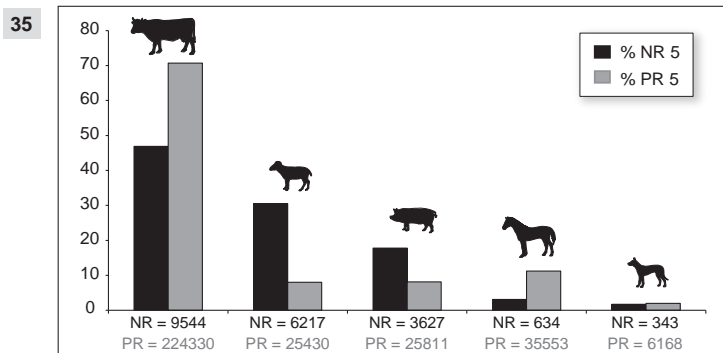 35
80
70
60
50
40
30
20
10
0
% NR 5
% PR 5
NR = 9544 NR = 6217 NR = 3627 NR = 634 NR = 343
PR = 224330 PR = 25430 PR = 25811 PR = 35553 PR = 6168